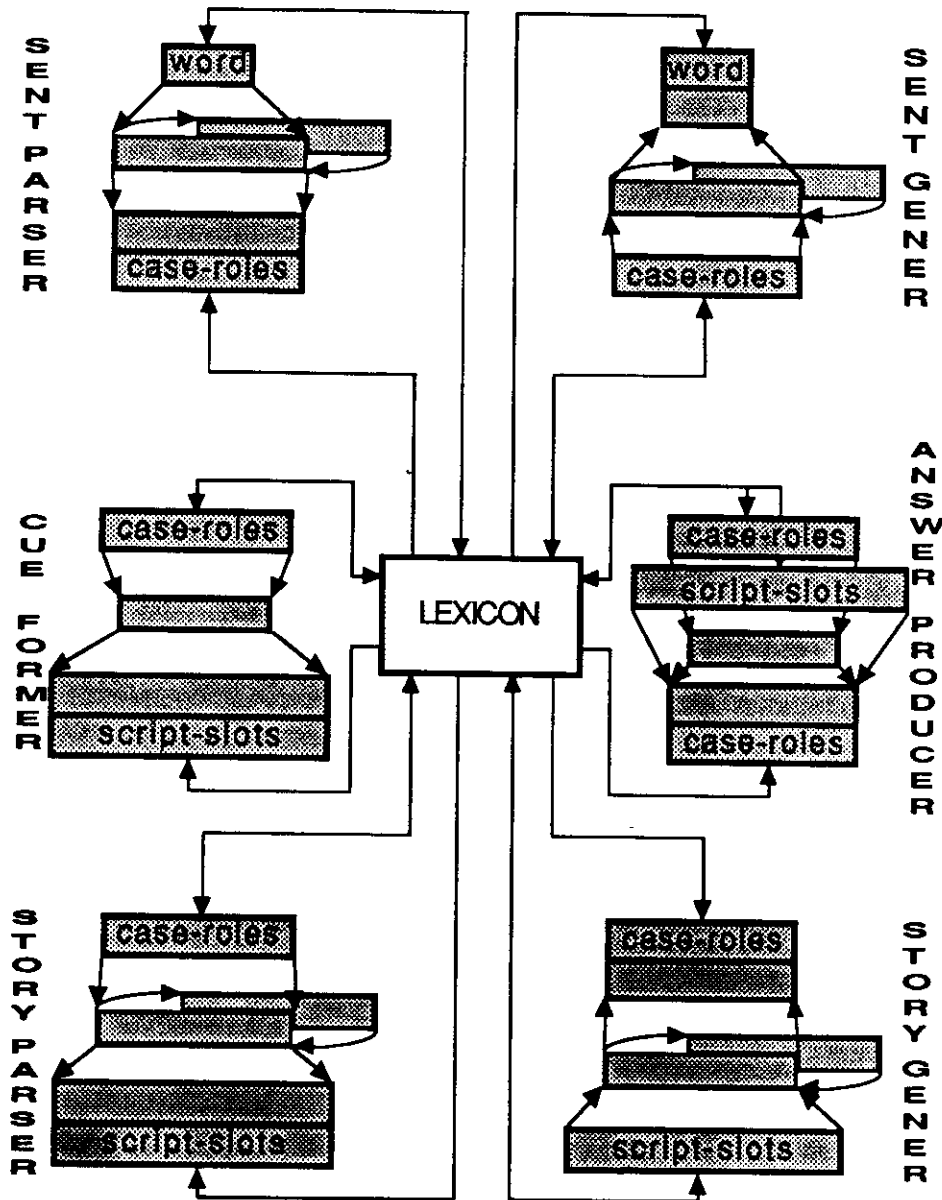 SENT PARSER
word
case-roles
SENT GENER
word
case-roles
CUE FORMER
case-roles
script-slots
LEXICON
ANSWER PRODUCER
case-roles
script-slots
case-roles
STORY PARSER
case-roles
script-slots
STORY GENER
case-roles
script-slots